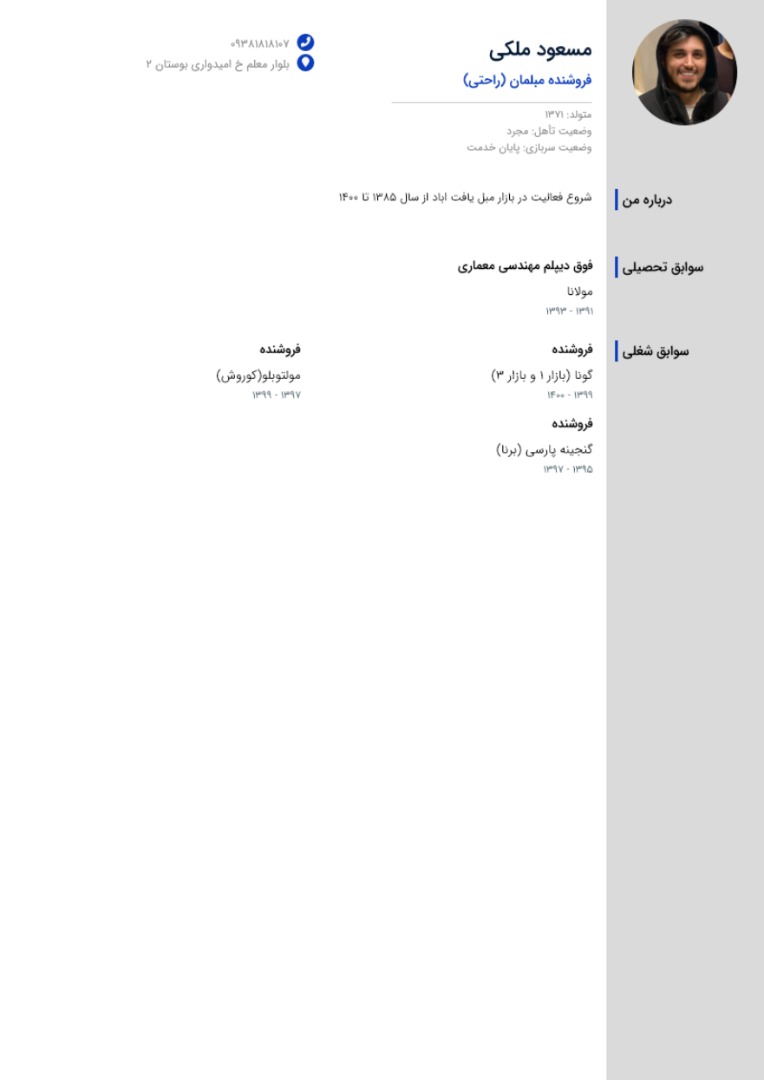 مسعود ملکی
فروشنده مبلمان (راحتی)
متولد: ۱۳۷۱
وضعیت تأهل: مجرد
وضعیت سربازی: پایان خدمت
۰۹۳۸۱۸۱۸۱۰۷
بلوار معلم خ امیدواری بوستان ۲
درباره من
شروع فعالیت در بازار مبل یافت اباد از سال ۱۳۸۵ تا ۱۴۰۰
سوابق تحصیلی
فوق دیپلم مهندسی معماری
مولانا
۱۳۹۱ - ۱۳۹۳
سوابق شغلی
فروشنده
گونا (بازار ۱ و بازار ۳)
۱۳۹۹ - ۱۴۰۰
فروشنده
مولتوبلو(کوروش)
۱۳۹۷ - ۱۳۹۹
فروشنده
گنجینه پارسی (برنا)
۱۳۹۵ - ۱۳۹۷